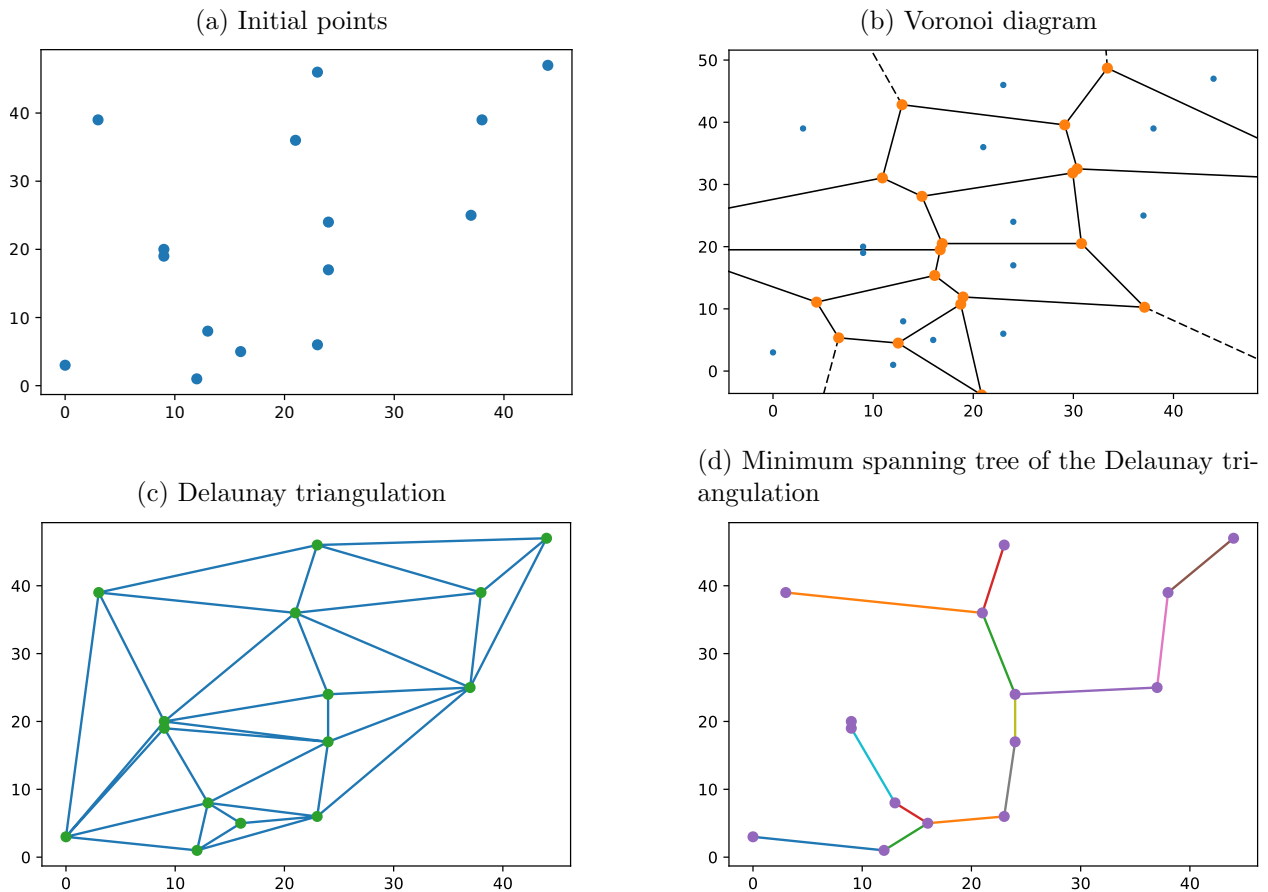 (a) Initial points
40
30
20
10
0
0 10 20 30 40
(b) Voronoi diagram
50
40
30
20
10
0
0 10 20 30 40
(c) Delaunay triangulation
40
30
20
10
0
0 10 20 30 40
(d) Minimum spanning tree of the Delaunay tri-
angulation
40
30
20
10
0
0 10 20 30 40